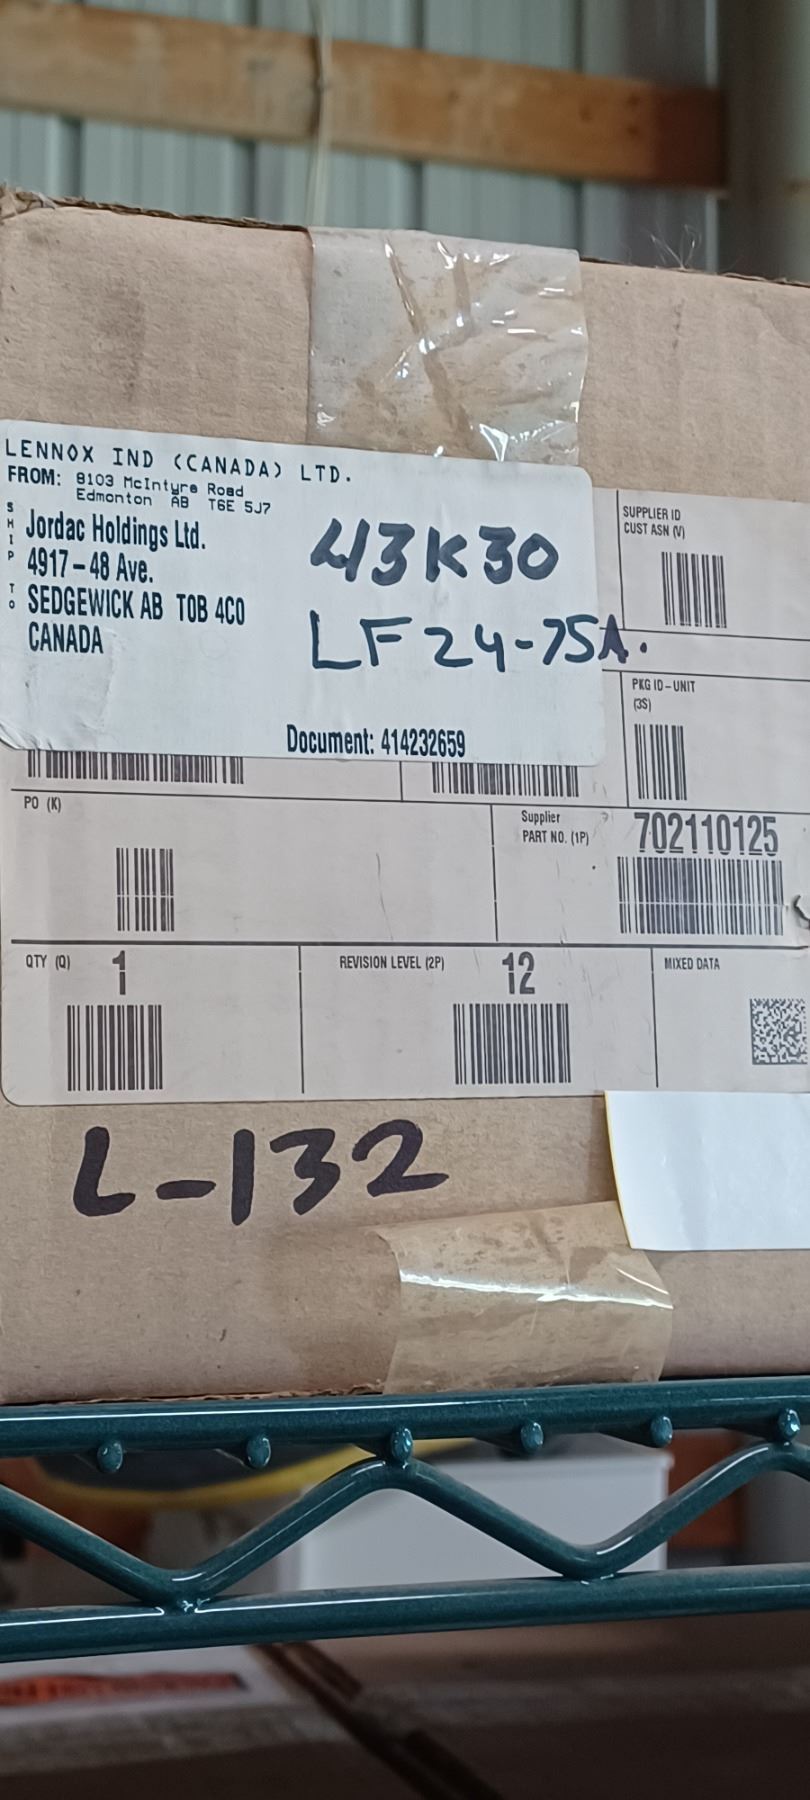 LENNOX IND (CANADA) LTD.
FROM: 8103 McIntyre Road
Edmonton AB T6E 5J7
SHIP TO
Jordac Holdings Ltd.
4917-48 Ave.
SEDGEWICK AB T0B 4C0
CANADA
43K30
LF24-75A.
Document: 414232659
SUPPLIER ID
CUST ASN (V)
PKG ID-UNIT
(3S)
PO (K)
Supplier
PART NO. (1P)
702110125
QTY (Q) 1
REVISION LEVEL (2P) 12
MIXED DATA
L-132